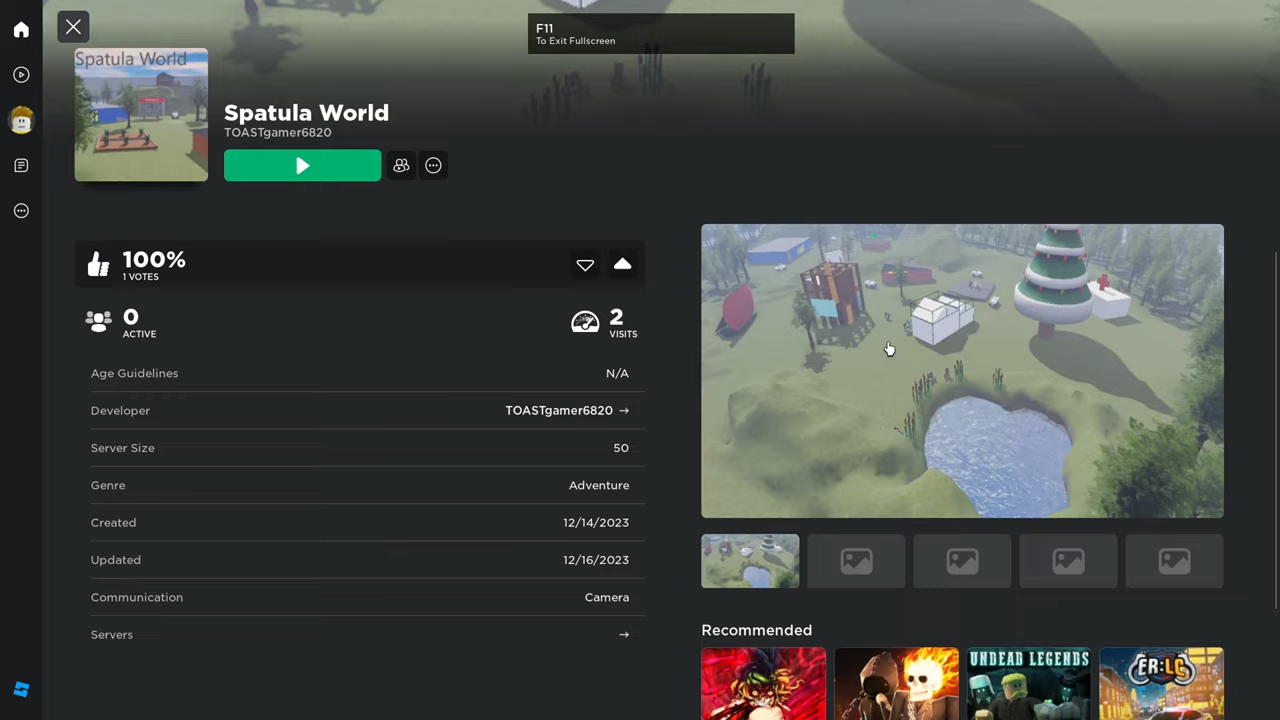 F11
To Exit Fullscreen
Spatula World
Spatula World
TOASTgamer6820
100%
1 VOTES
0
ACTIVE
2
VISITS
Age Guidelines N/A
Developer TOASTgamer6820 →
Server Size 50
Genre Adventure
Created 12/14/2023
Updated 12/16/2023
Communication Camera
Servers →
Recommended
UNDEAD LEGENDS
ER:LC